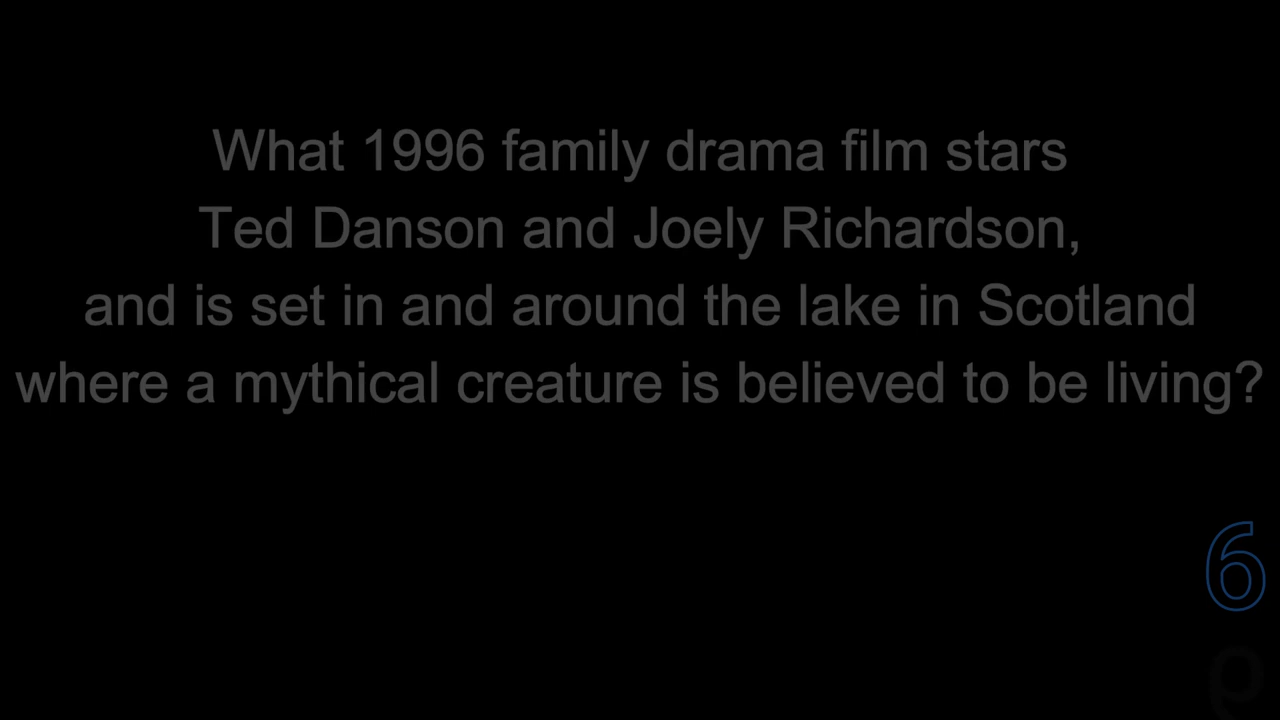 What 1996 family drama film stars
Ted Danson and Joely Richardson,
and is set in and around the lake in Scotland
where a mythical creature is believed to be living?
6